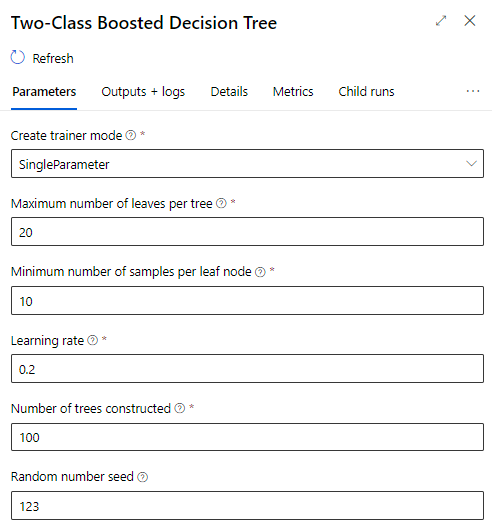 Two-Class Boosted Decision Tree
Refresh
Parameters Outputs + logs Details Metrics Child runs ...
Create trainer mode ? *
SingleParameter
Maximum number of leaves per tree ? *
20
Minimum number of samples per leaf node ? *
10
Learning rate ? *
0.2
Number of trees constructed ? *
100
Random number seed ?
123